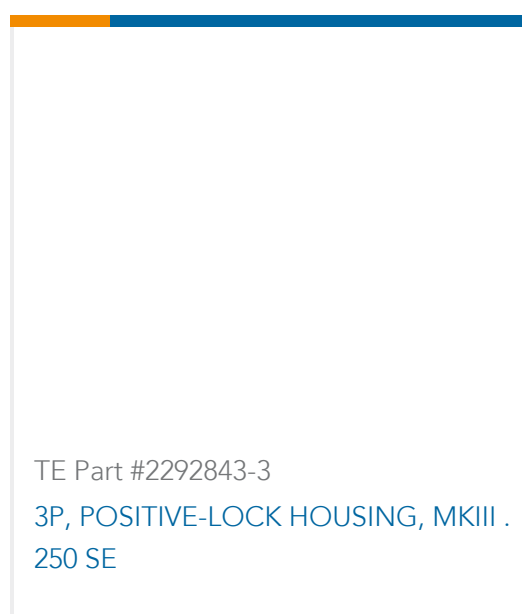 TE Part #2292843-3
3P, POSITIVE-LOCK HOUSING, MKIII .
250 SE